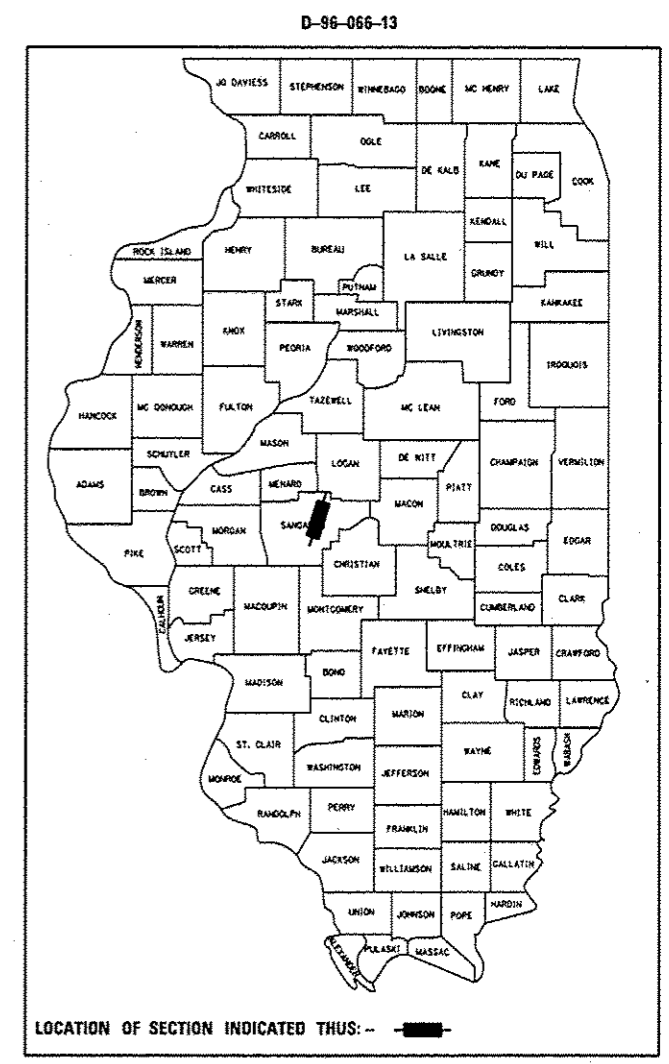 D-96-066-13
JO DAVIESS STEPHENSON WINNEBAGO BOONE MC HENRY LAKE
CARROLL OGLE
DE KALB KANE DU PAGE COOK
WHITESIDE LEE
KENDALL
ROCK ISLAND HENRY BUREAU LA SALLE WILL
GRUNDY
MERCER PUTNAM
STARK MARSHALL KANKAKEE
HENDERSON WARREN KNOX PEORIA WOODFORD LIVINGSTON
IROQUOIS
HANCOCK MC DONOUGH FULTON TAZEWELL MC LEAN FORD
MASON
SCHUYLER LOGAN DE WITT CHAMPAIGN VERMILION
ADAMS BROWN CASS MENARD PIATT
MACON
MORGAN SANGA DOUGLAS
PIKE SCOTT CHRISTIAN MOULTRIE EDGAR
COLES
GREENE SHELBY
CALHOUN MACOUPIN MONTGOMERY CUMBERLAND CLARK
JERSEY
FAYETTE EFFINGHAM JASPER CRAWFORD
BOND
MADISON
CLAY RICHLAND LAWRENCE
CLINTON MARION
ST. CLAIR WAYNE EDWARDS WABASH
WASHINGTON JEFFERSON
MONROE
RANDOLPH PERRY HAMILTON WHITE
FRANKLIN
JACKSON WILLIAMSON SALINE GALLATIN
UNION JOHNSON POPE HARDIN
ALEXANDER PULASKI MASSAC
LOCATION OF SECTION INDICATED THUS: --